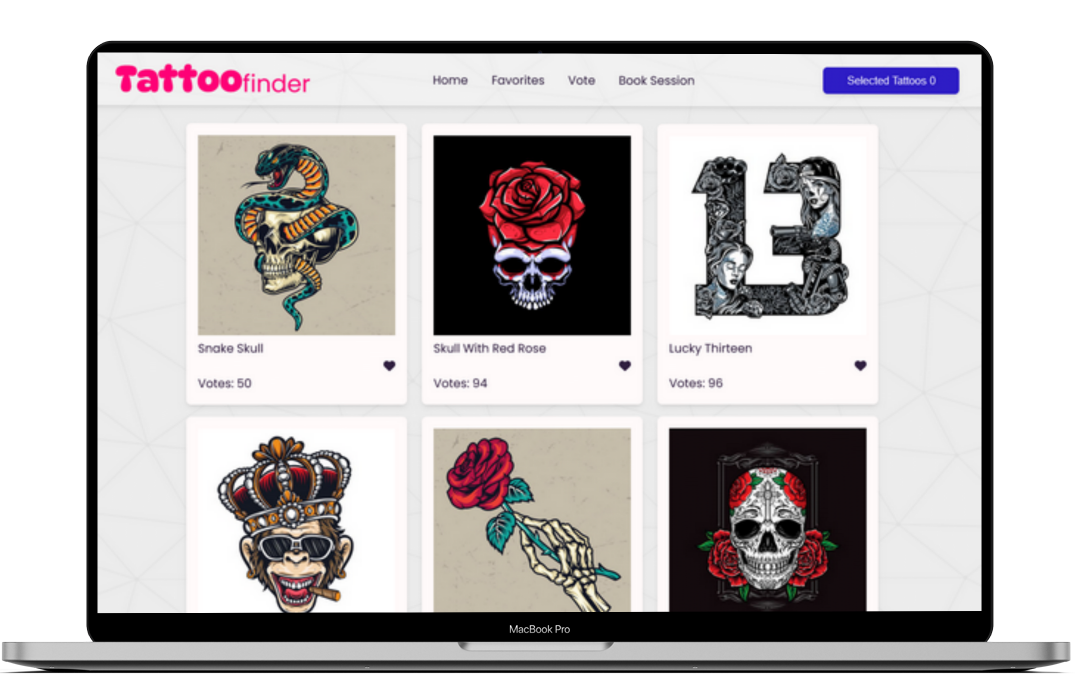 Tattoofinder
Home Favorites Vote Book Session
Selected Tattoos 0
Snake Skull
Votes: 50
Skull With Red Rose
Votes: 94
13
Lucky Thirteen
Votes: 96
MacBook Pro